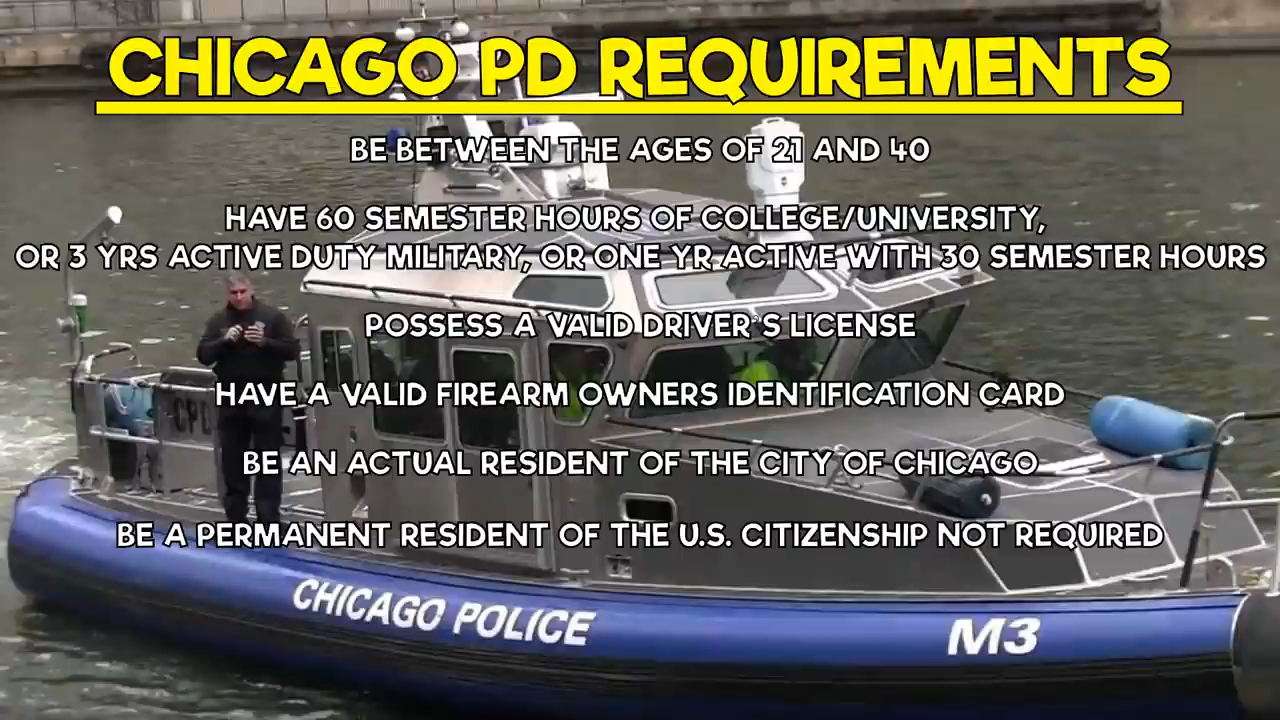 CHICAGO PD REQUIREMENTS
BE BETWEEN THE AGES OF 21 AND 40
HAVE 60 SEMESTER HOURS OF COLLEGE/UNIVERSITY,
OR 3 YRS ACTIVE DUTY MILITARY, OR ONE YR ACTIVE WITH 30 SEMESTER HOURS
POSSESS A VALID DRIVER'S LICENSE
HAVE A VALID FIREARM OWNERS IDENTIFICATION CARD
CPD
BE AN ACTUAL RESIDENT OF THE CITY OF CHICAGO
BE A PERMANENT RESIDENT OF THE U.S. CITIZENSHIP NOT REQUIRED
CHICAGO POLICE
M3